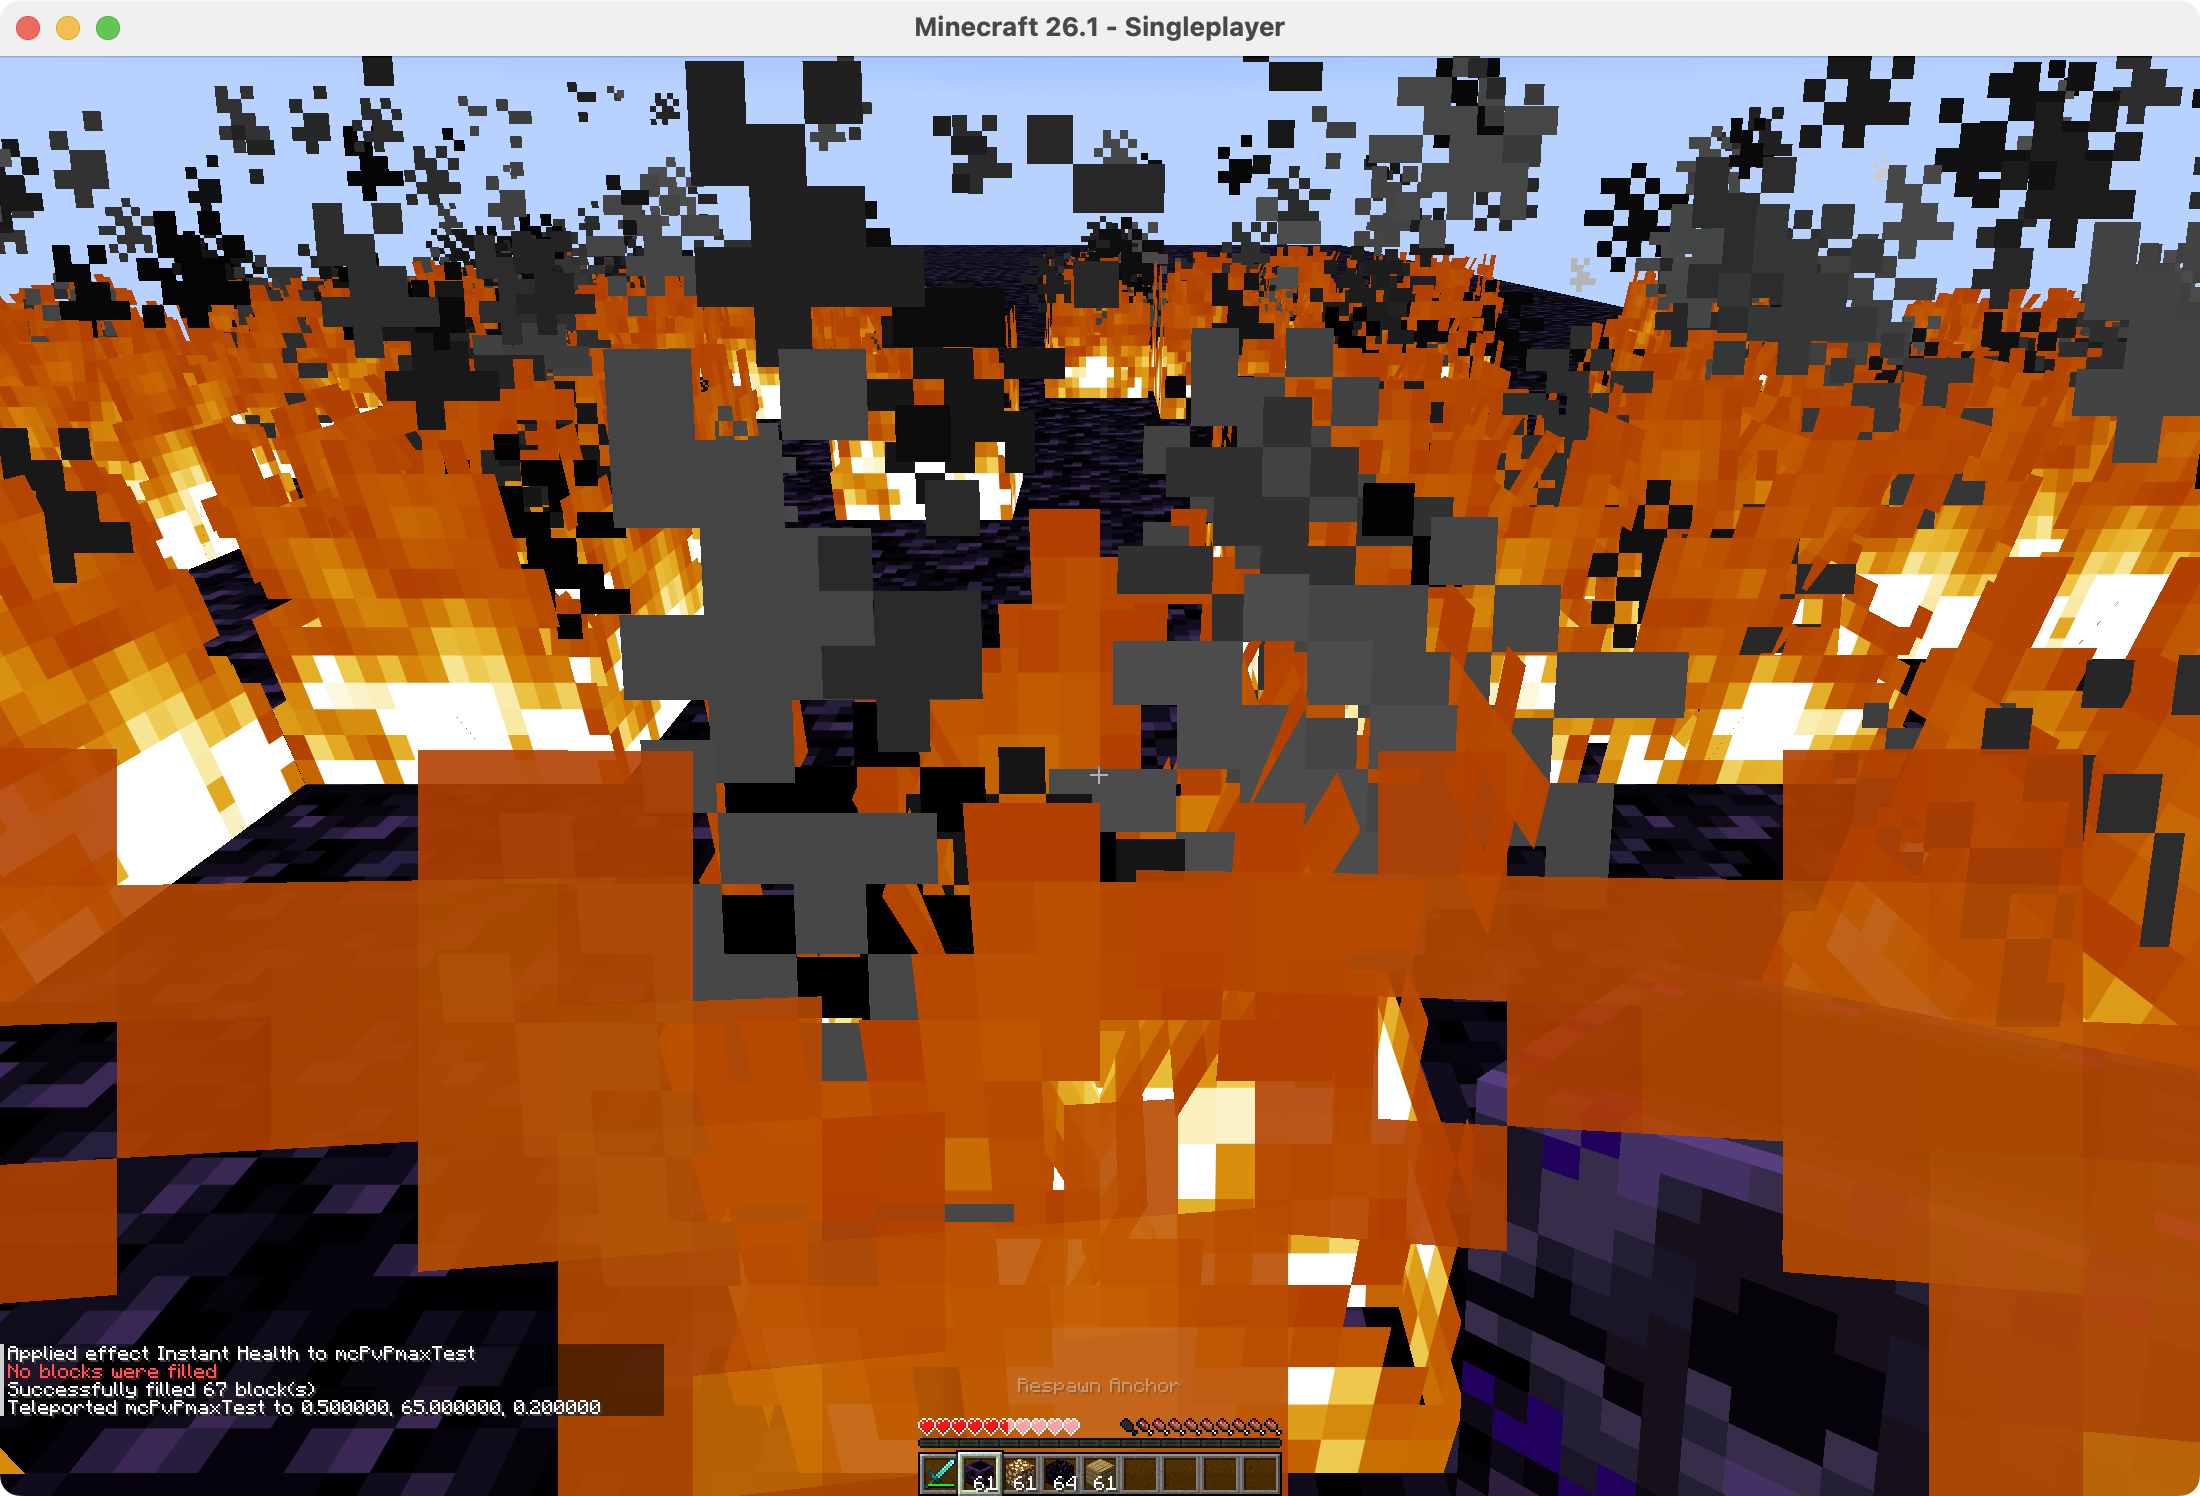 Minecraft 26.1 - Singleplayer
Applied effect Instant Health to mcPvPmaxTest
No blocks were filled
Successfully filled 67 block(s)
Teleported mcPvPmaxTest to 0.500000, 65.000000, 0.200000
Respawn Anchor
61 61 64 61